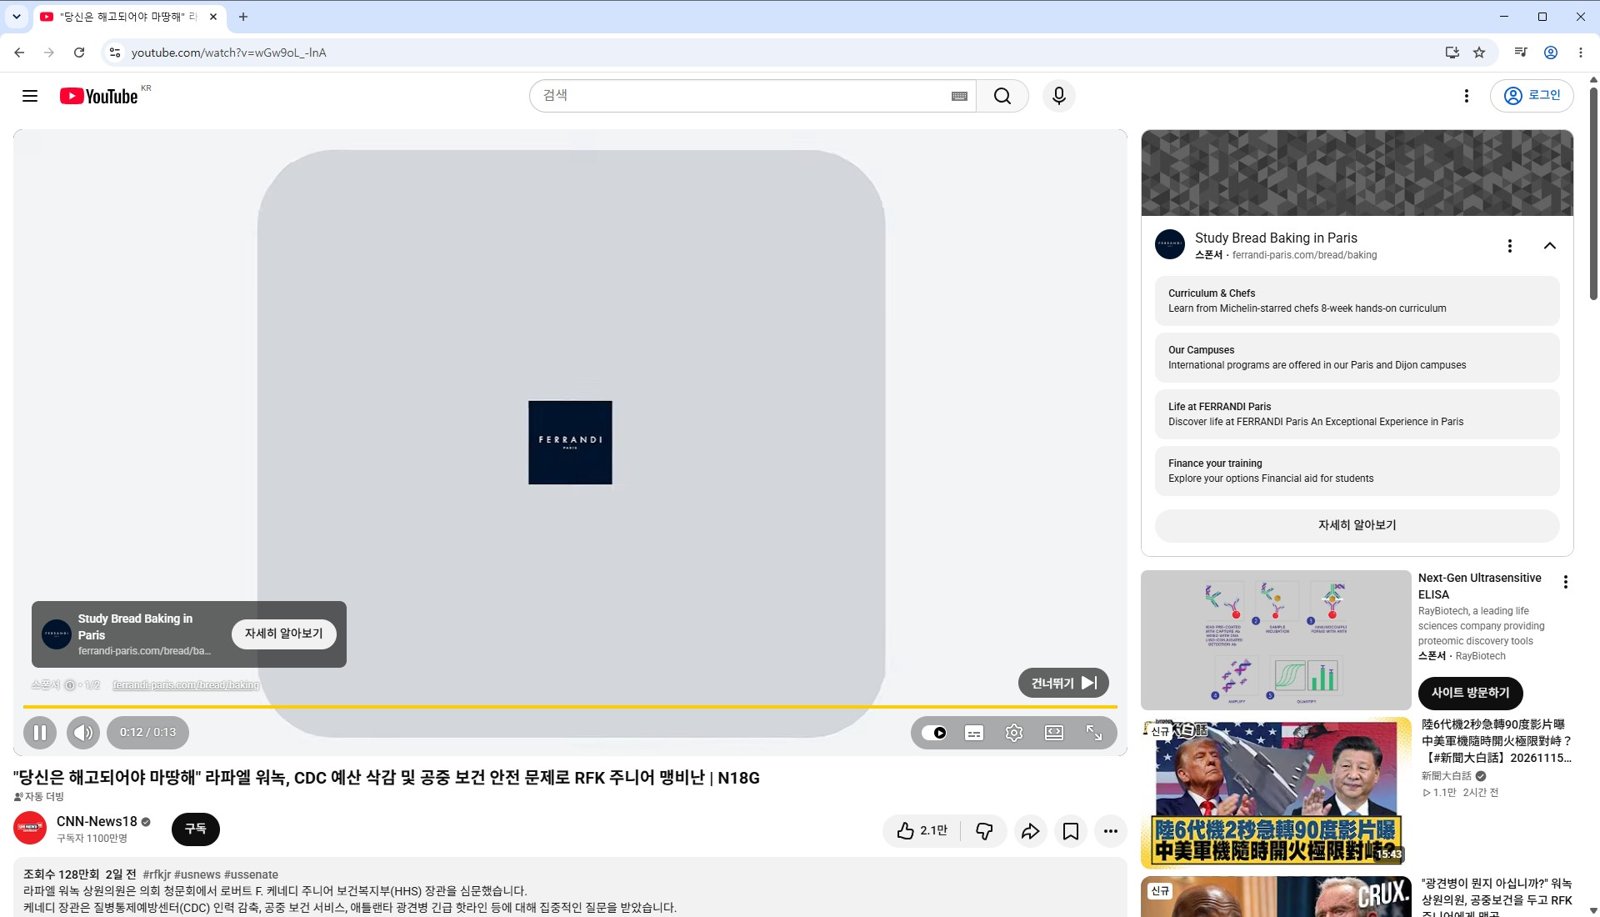 "당신은 해고되어야 마땅해" 라
youtube.com/watch?v=wGw9oL_-lnA
YouTube KR
검색
로그인
FERRANDI
PARIS
Study Bread Baking in
Paris
ferrandi-paris.com/bread/ba...
자세히 알아보기
스폰서 · 1/2 ferrandi-paris.com/bread/baking
건너뛰기
0:12 / 0:13
"당신은 해고되어야 마땅해" 라파엘 워녹, CDC 예산 삭감 및 공중 보건 안전 문제로 RFK 주니어 맹비난 | N18G
자동 더빙
CNN-News18
구독자 1100만명
구독
2.1만
조회수 128만회 2일 전 #rfkjr #usnews #ussenate
라파엘 워녹 상원의원은 의회 청문회에서 로버트 F. 케네디 주니어 보건복지부(HHS) 장관을 심문했습니다.
케네디 장관은 질병통제예방센터(CDC) 인력 감축, 공중 보건 서비스, 애틀랜타 광견병 긴급 핫라인 등에 대해 집중적인 질문을 받았습니다.
Study Bread Baking in Paris
스폰서 · ferrandi-paris.com/bread/baking
Curriculum & Chefs
Learn from Michelin-starred chefs 8-week hands-on curriculum
Our Campuses
International programs are offered in our Paris and Dijon campuses
Life at FERRANDI Paris
Discover life at FERRANDI Paris An Exceptional Experience in Paris
Finance your training
Explore your options Financial aid for students
자세히 알아보기
Next-Gen Ultrasensitive
ELISA
RayBiotech, a leading life
sciences company providing
proteomic discovery tools
스폰서 · RayBiotech
사이트 방문하기
AMPLIFY
QUANTIFY
신규
陸6代機2秒急轉90度影片曝
中美軍機隨時開火極限對峙?
15:43
陸6代機2秒急轉90度影片曝
中美軍機隨時開火極限對峙？
【#新聞大白話】20261115...
新聞大白話
1.1만 2시간 전
신규
CRUX.
"광견병이 뭔지 아십니까?" 워녹
상원의원, 공중보건을 두고 RFK